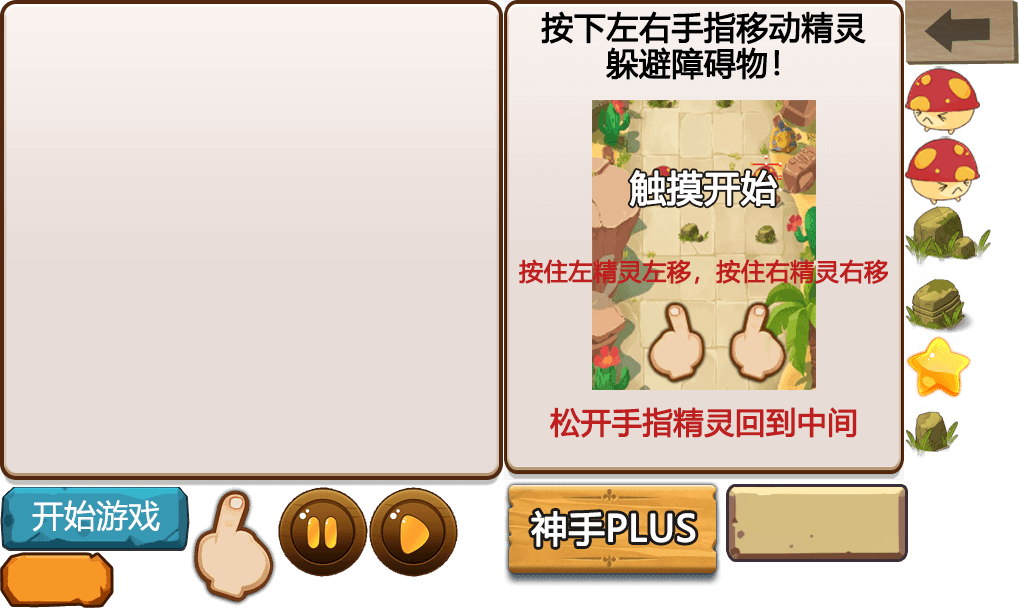 按下左右手指移动精灵
躲避障碍物！
触摸开始
按住左精灵左移，按住右精灵右移
松开手指精灵回到中间
开始游戏
神手PLUS